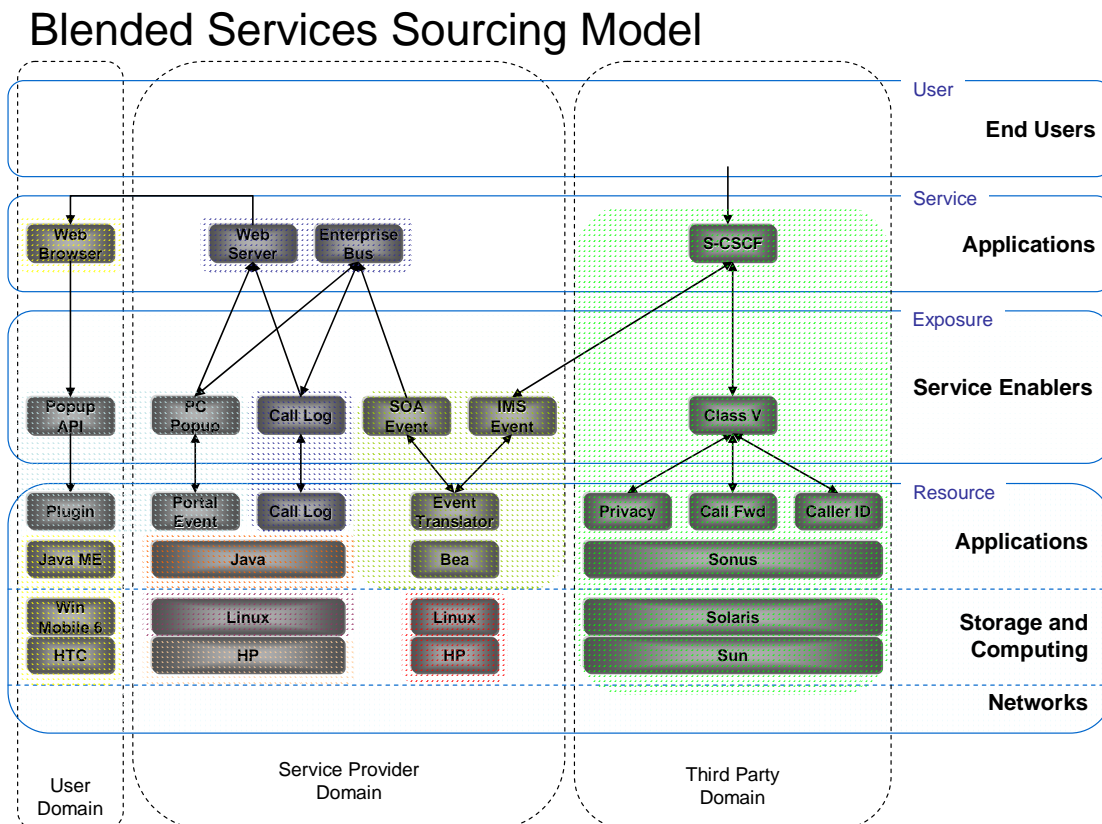 Blended Services Sourcing Model
User
End Users
Service
Web
Browser
Web
Server
Enterprise
Bus
S-CSCF
Applications
Exposure
Service Enablers
Popup
API
PC
Popup
Call Log
SOA
Event
IMS
Event
Class V
Resource
Plugin
Portal
Event
Call Log
Event
Translator
Privacy
Call Fwd
Caller ID
Applications
Java ME
Java
Bea
Sonus
Win
Mobile 6
Linux
Linux
Solaris
Storage and
Computing
HTC
HP
HP
Sun
Networks
User
Domain
Service Provider
Domain
Third Party
Domain